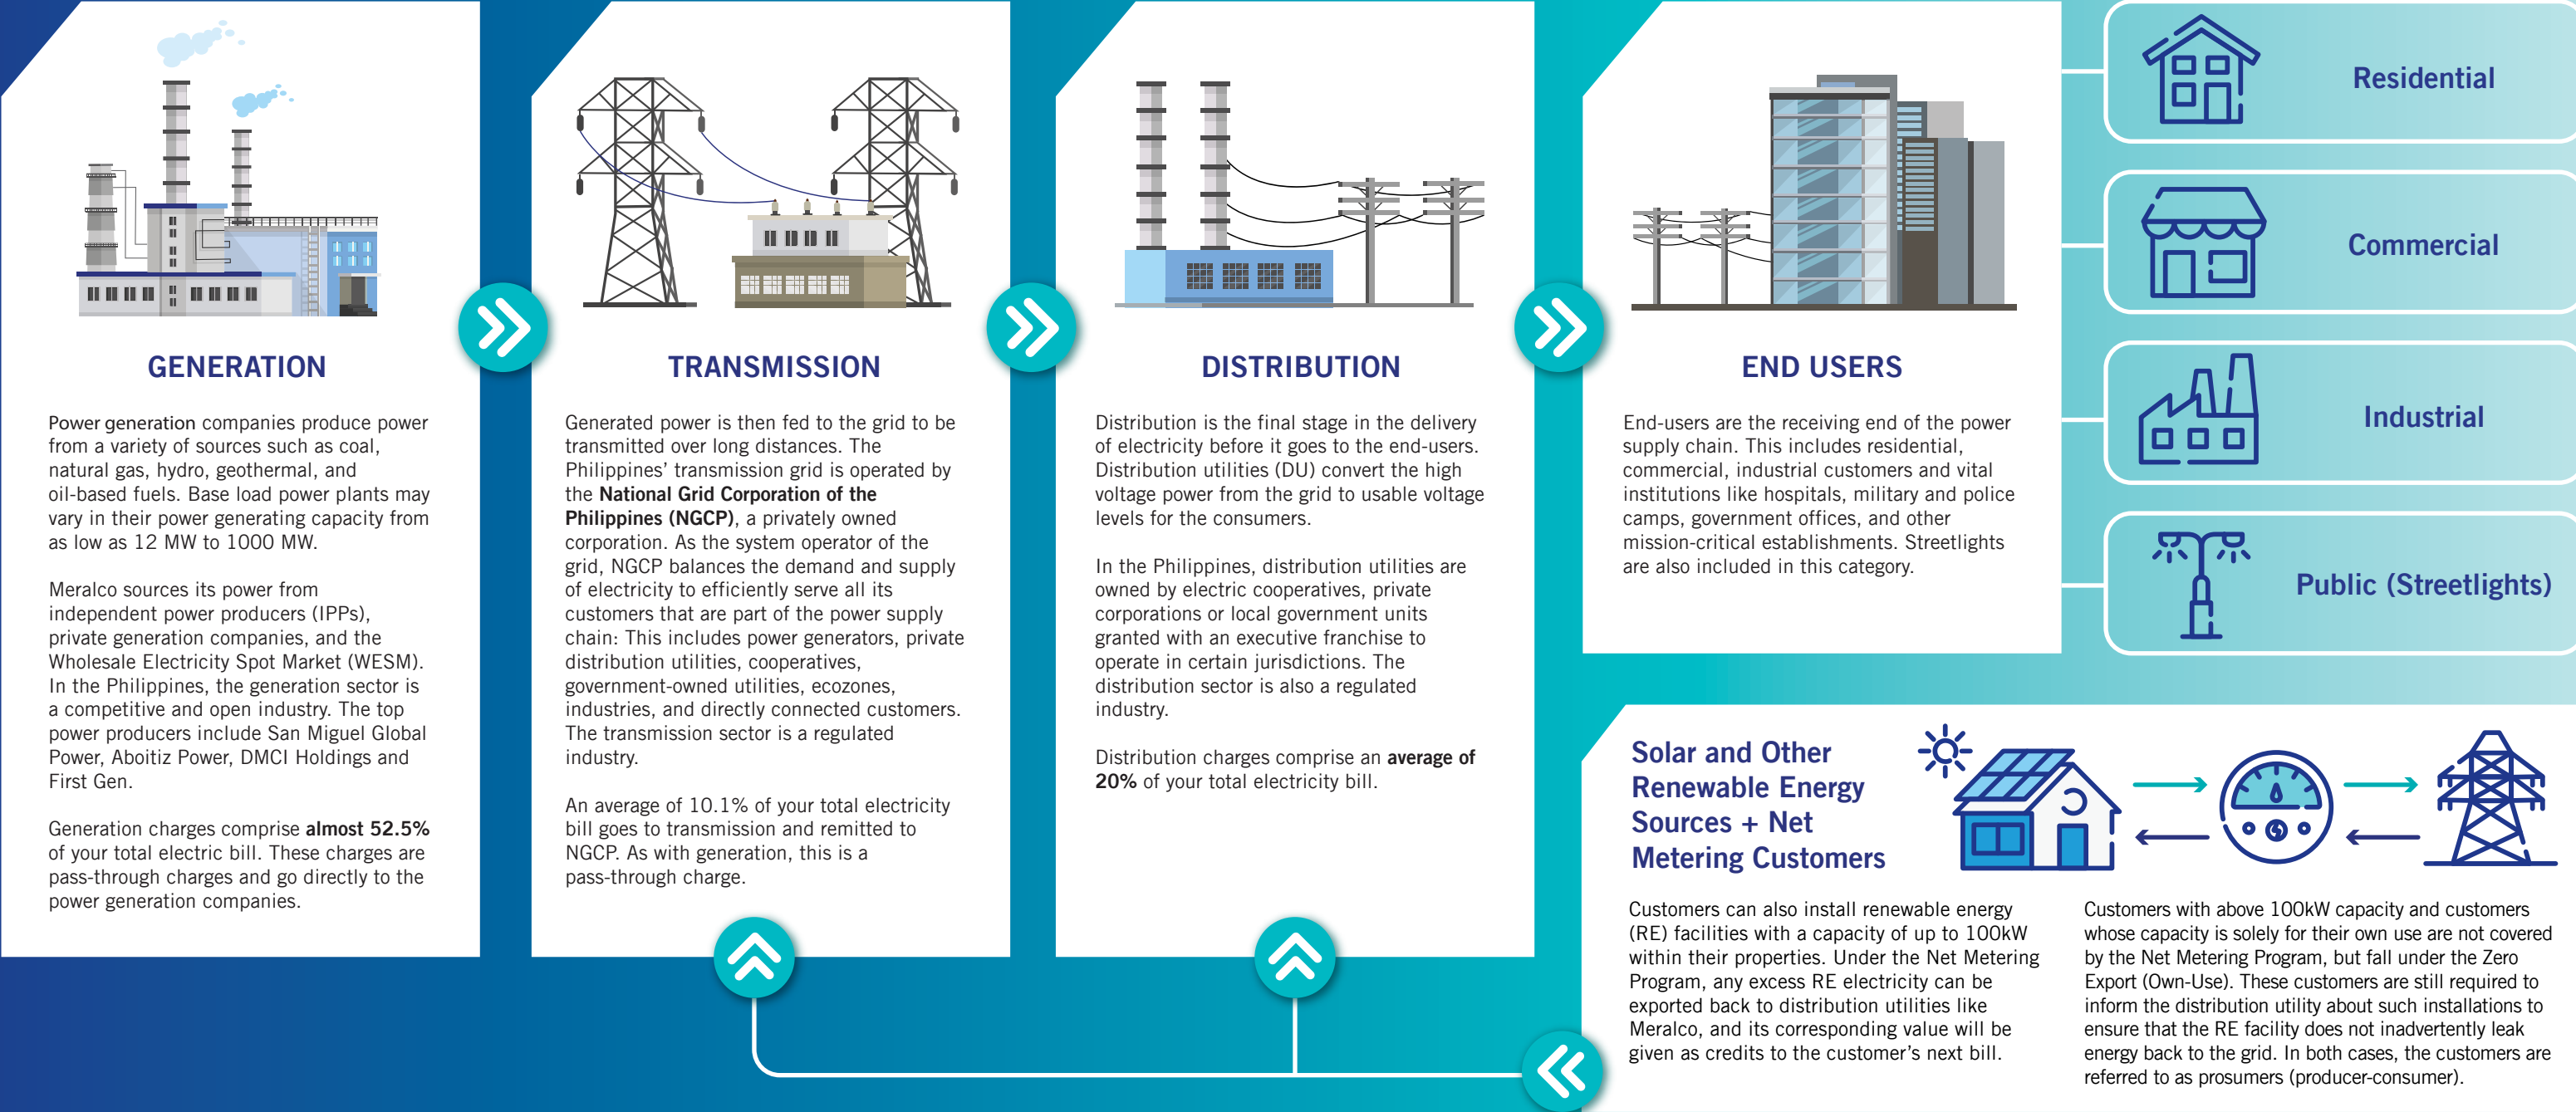 GENERATION
Power generation companies produce power
from a variety of sources such as coal,
natural gas, hydro, geothermal, and
oil-based fuels. Base load power plants may
vary in their power generating capacity from
as low as 12 MW to 1000 MW.
Meralco sources its power from
independent power producers (IPPs),
private generation companies, and the
Wholesale Electricity Spot Market (WESM).
In the Philippines, the generation sector is
a competitive and open industry. The top
power producers include San Miguel Global
Power, Aboitiz Power, DMCI Holdings and
First Gen.
Generation charges comprise almost 52.5%
of your total electric bill. These charges are
pass-through charges and go directly to the
power generation companies.
TRANSMISSION
Generated power is then fed to the grid to be
transmitted over long distances. The
Philippines' transmission grid is operated by
the National Grid Corporation of the
Philippines (NGCP), a privately owned
corporation. As the system operator of the
grid, NGCP balances the demand and supply
of electricity to efficiently serve all its
customers that are part of the power supply
chain: This includes power generators, private
distribution utilities, cooperatives,
government-owned utilities, ecozones,
industries, and directly connected customers.
The transmission sector is a regulated
industry.
An average of 10.1% of your total electricity
bill goes to transmission and remitted to
NGCP. As with generation, this is a
pass-through charge.
DISTRIBUTION
Distribution is the final stage in the delivery
of electricity before it goes to the end-users.
Distribution utilities (DU) convert the high
voltage power from the grid to usable voltage
levels for the consumers.
In the Philippines, distribution utilities are
owned by electric cooperatives, private
corporations or local government units
granted with an executive franchise to
operate in certain jurisdictions. The
distribution sector is also a regulated
industry.
Distribution charges comprise an average of
20% of your total electricity bill.
END USERS
End-users are the receiving end of the power
supply chain. This includes residential,
commercial, industrial customers and vital
institutions like hospitals, military and police
camps, government offices, and other
mission-critical establishments. Streetlights
are also included in this category.
Residential
Commercial
Industrial
Public (Streetlights)
Solar and Other
Renewable Energy
Sources + Net
Metering Customers
Customers can also install renewable energy
(RE) facilities with a capacity of up to 100kW
within their properties. Under the Net Metering
Program, any excess RE electricity can be
exported back to distribution utilities like
Meralco, and its corresponding value will be
given as credits to the customer's next bill.
Customers with above 100kW capacity and customers
whose capacity is solely for their own use are not covered
by the Net Metering Program, but fall under the Zero
Export (Own-Use). These customers are still required to
inform the distribution utility about such installations to
ensure that the RE facility does not inadvertently leak
energy back to the grid. In both cases, the customers are
referred to as prosumers (producer-consumer).